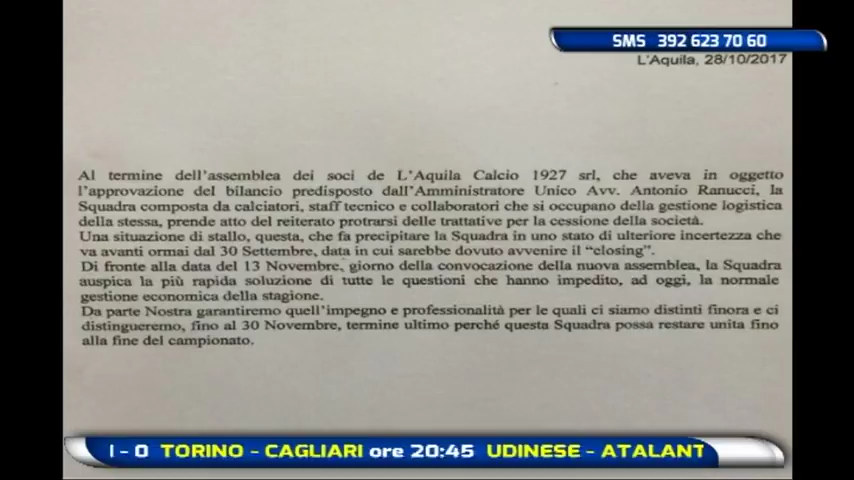 SMS 392 623 70 60
L'Aquila, 28/10/2017
Al termine dell'assemblea dei soci de L'Aquila Calcio 1927 srl, che aveva in oggetto
l'approvazione del bilancio predisposto dall'Amministratore Unico Avv. Antonio Ranucci, la
Squadra composta da calciatori, staff tecnico e collaboratori che si occupano della gestione logistica
della stessa, prende atto del reiterato protrarsi delle trattative per la cessione della società.
Una situazione di stallo, questa, che fa precipitare la Squadra in uno stato di ulteriore incertezza che
va avanti ormai dal 30 Settembre, data in cui sarebbe dovuto avvenire il "closing".
Di fronte alla data del 13 Novembre, giorno della convocazione della nuova assemblea, la Squadra
auspica la più rapida soluzione di tutte le questioni che hanno impedito, ad oggi, la normale
gestione economica della stagione.
Da parte Nostra garantiremo quell'impegno e professionalità per le quali ci siamo distinti finora e ci
distingueremo, fino al 30 Novembre, termine ultimo perché questa Squadra possa restare unita fino
alla fine del campionato.
1 - 0 TORINO - CAGLIARI ore 20:45 UDINESE - ATALANT